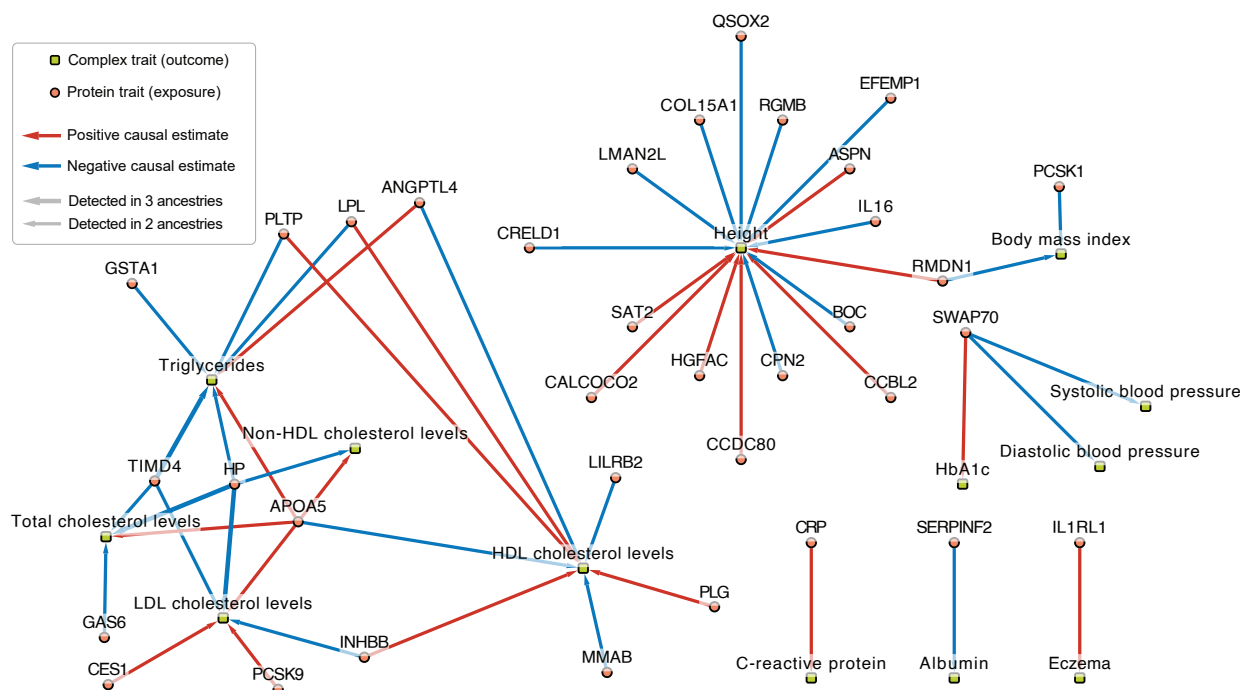 Complex trait (outcome)
Protein trait (exposure)
Positive causal estimate
Negative causal estimate
Detected in 3 ancestries
Detected in 2 ancestries
QSOX2
EFEMP1
COL15A1
RGMB
LMAN2L
ASPN
PCSK1
ANGPTL4
LPL
PLTP
IL16
CRELD1
Height
Body mass index
GSTA1
RMDN1
SAT2
BOC
SWAP70
Triglycerides
HGFAC
CPN2
CALCOCO2
CCBL2
Systolic blood pressure
Non-HDL cholesterol levels
CCDC80
Diastolic blood pressure
TIMD4
HP
LILRB2
HbA1c
APOA5
Total cholesterol levels
CRP
SERPINF2
IL1RL1
HDL cholesterol levels
LDL cholesterol levels
PLG
GAS6
INHBB
MMAB
CES1
PCSK9
C-reactive protein
Albumin
Eczema